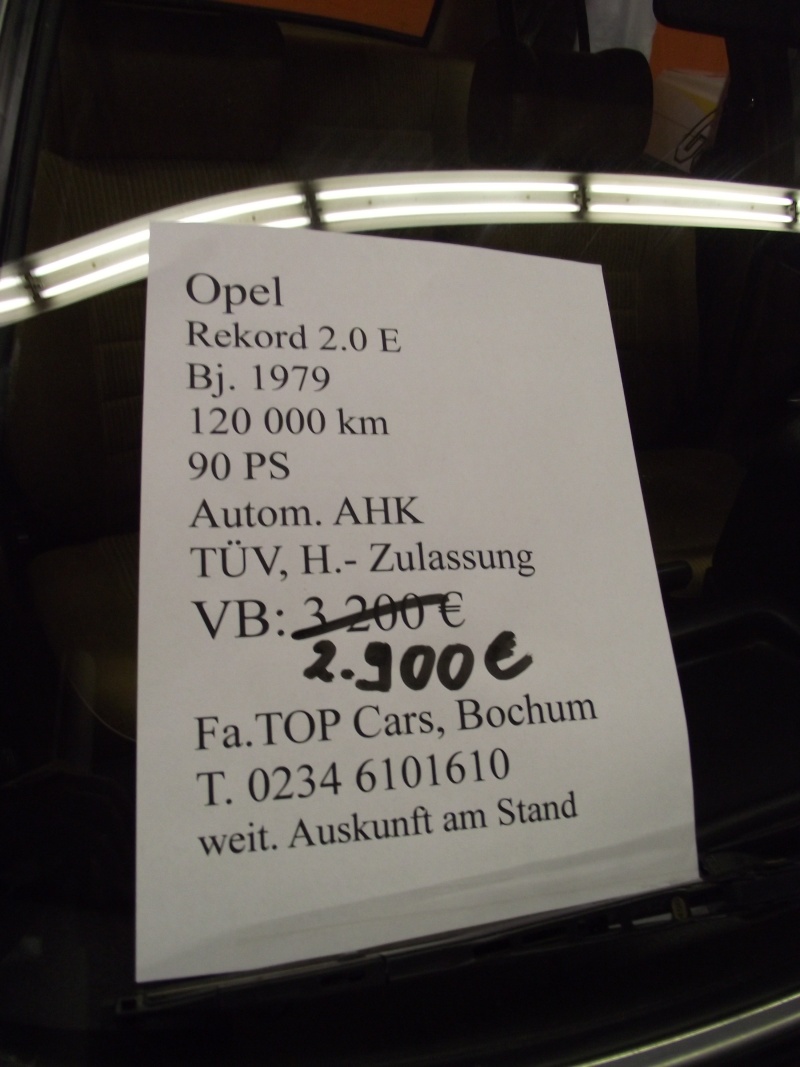 Opel
Rekord 2.0 E
Bj. 1979
120 000 km
90 PS
Autom. AHK
TÜV, H.- Zulassung
VB: 3 200 €
2.900€
Fa.TOP Cars, Bochum
T. 0234 6101610
weit. Auskunft am Stand